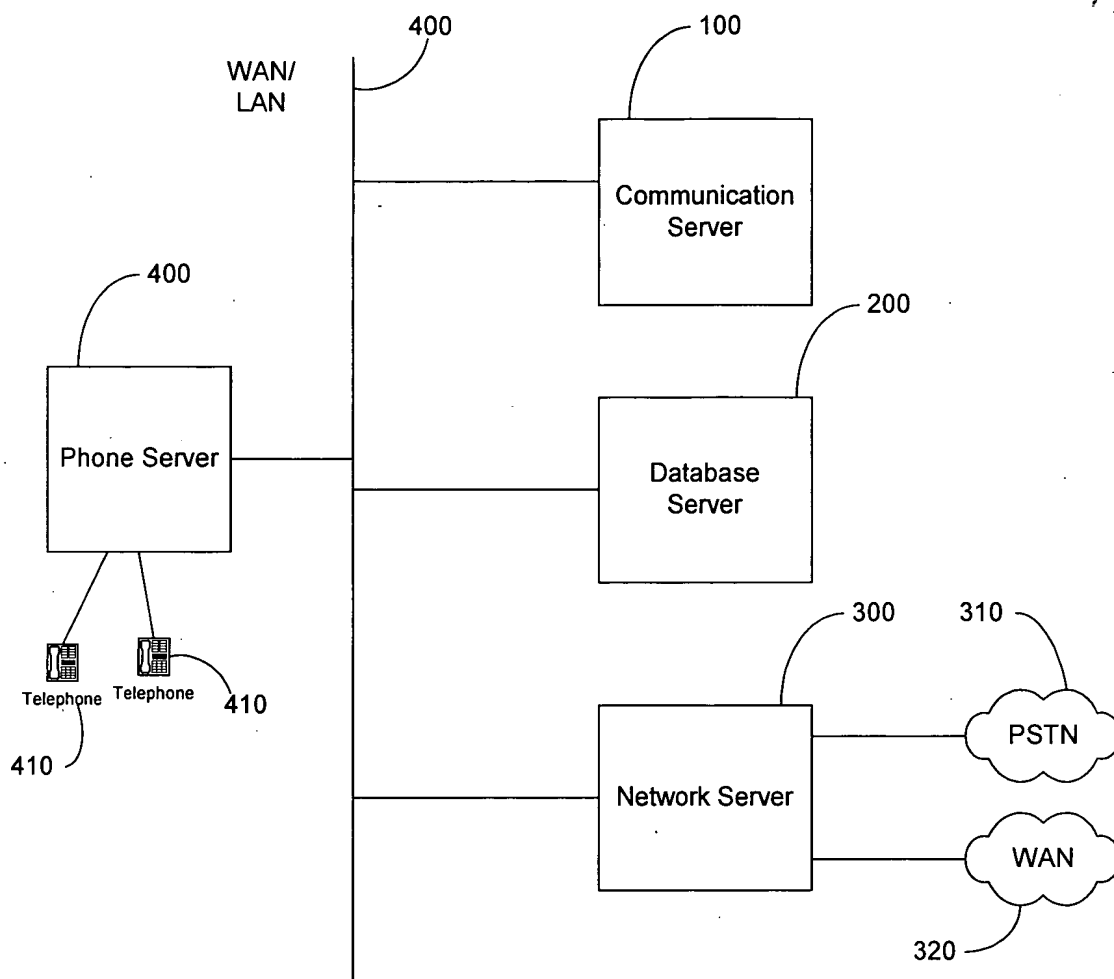 400
100
WAN/
LAN
Communication
Server
400
200
Phone Server
Database
Server
300
310
Telephone
Telephone
410
410
PSTN
Network Server
WAN
320